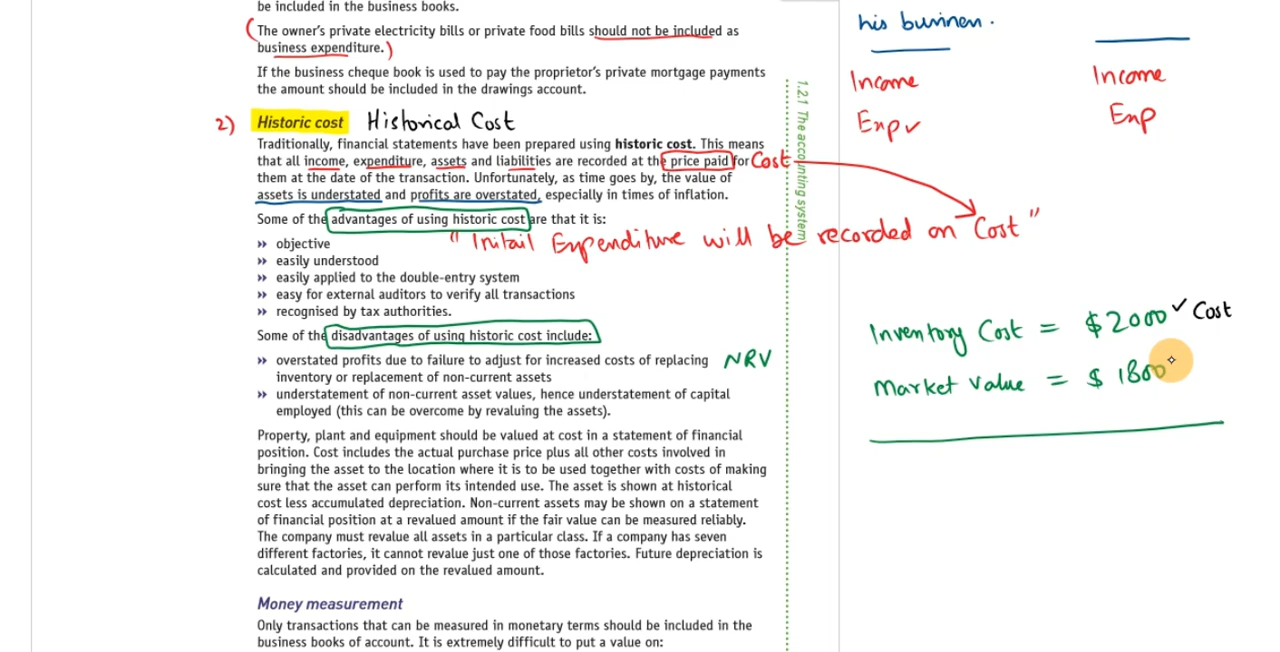 be included in the business books.
(The owner's private electricity bills or private food bills should not be included as
business expenditure.)
If the business cheque book is used to pay the proprietor's private mortgage payments
the amount should be included in the drawings account.
2) Historic cost Historical Cost
Traditionally, financial statements have been prepared using historic cost. This means
that all income, expenditure, assets and liabilities are recorded at the price paid for Cost
them at the date of the transaction. Unfortunately, as time goes by, the value of
assets is understated and profits are overstated, especially in times of inflation.
Some of the advantages of using historic cost are that it is:
» objective
" Initail Expenditure will be recorded on Cost "
» easily understood
» easily applied to the double-entry system
» easy for external auditors to verify all transactions
» recognised by tax authorities.
Some of the disadvantages of using historic cost include:
» overstated profits due to failure to adjust for increased costs of replacing NRV
inventory or replacement of non-current assets
» understatement of non-current asset values, hence understatement of capital
employed (this can be overcome by revaluing the assets).
Property, plant and equipment should be valued at cost in a statement of financial
position. Cost includes the actual purchase price plus all other costs involved in
bringing the asset to the location where it is to be used together with costs of making
sure that the asset can perform its intended use. The asset is shown at historical
cost less accumulated depreciation. Non-current assets may be shown on a statement
of financial position at a revalued amount if the fair value can be measured reliably.
The company must revalue all assets in a particular class. If a company has seven
different factories, it cannot revalue just one of those factories. Future depreciation is
calculated and provided on the revalued amount.
Money measurement
Only transactions that can be measured in monetary terms should be included in the
business books of account. It is extremely difficult to put a value on:
1.2.1 The accounting system
his business.
Income Income
Exp ✓ Exp
Inventory Cost = $2000 ✓ Cost
Market Value = $ 1800